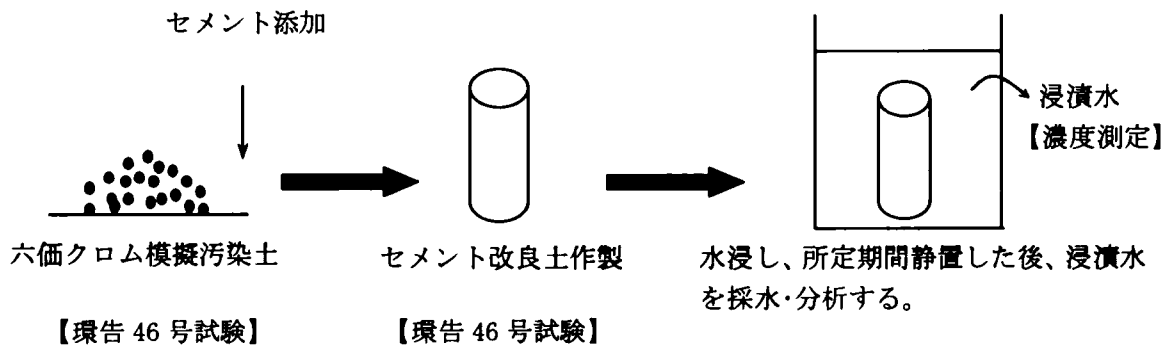 セメント添加
浸漬水
【濃度測定】
六価クロム模擬汚染土
セメント改良土作製
水浸し、所定期間静置した後、浸漬水
を採水・分析する。
【環告 46 号試験】
【環告 46 号試験】